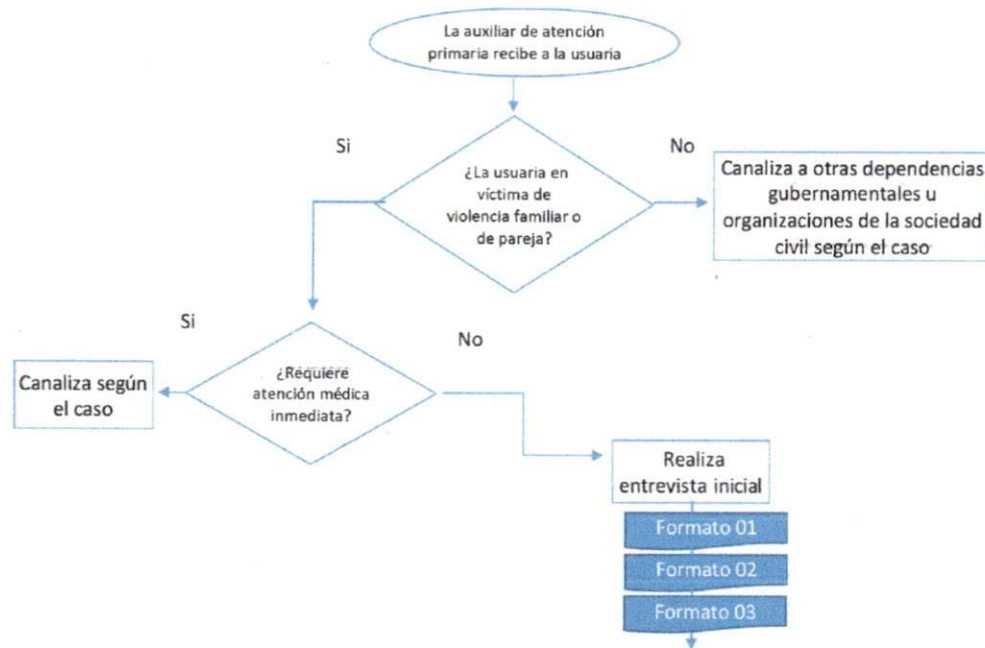 La auxiliar de atención
primaria recibe a la usuaria
Si
No
¿La usuaria en
víctima de
violencia familiar o
de pareja?
Canaliza a otras dependencias
gubernamentales u
organizaciones de la sociedad
civil según el caso
Si
No
Canaliza según
el caso
¿Requiere
atención médica
inmediata?
Realiza
entrevista inicial
Formato 01
Formato 02
Formato 03